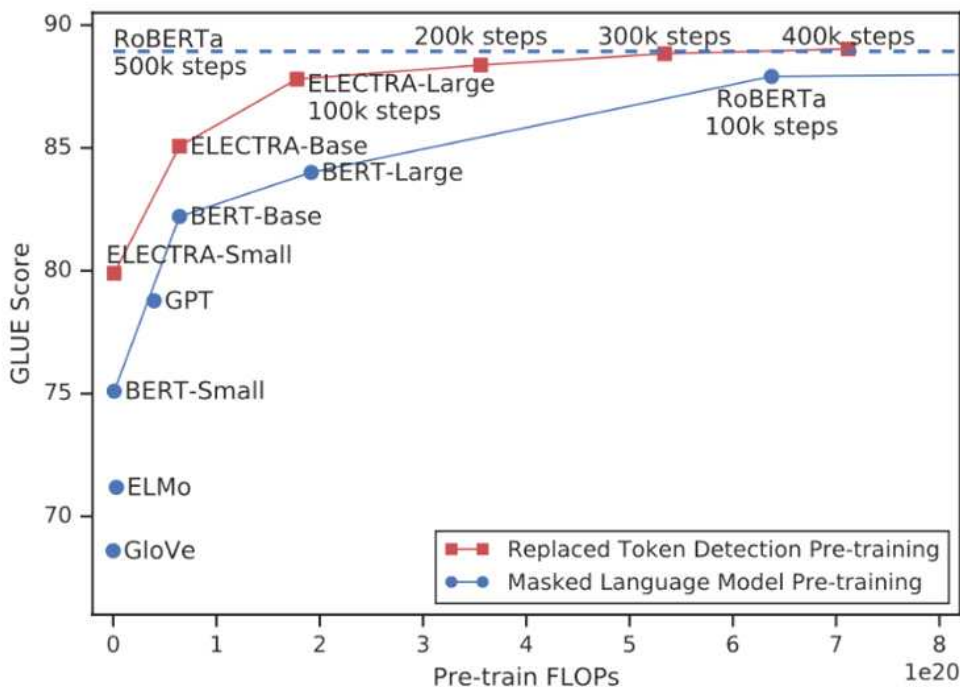 90
RoBERTa
500k steps
200k steps
300k steps
400k steps
ELECTRA-Large
100k steps
RoBERTa
100k steps
85
ELECTRA-Base
BERT-Large
BERT-Base
ELECTRA-Small
80
GPT
GLUE Score
75
BERT-Small
ELMo
70
GloVe
Replaced Token Detection Pre-training
Masked Language Model Pre-training
0 1 2 3 4 5 6 7 8
Pre-train FLOPs
1e20